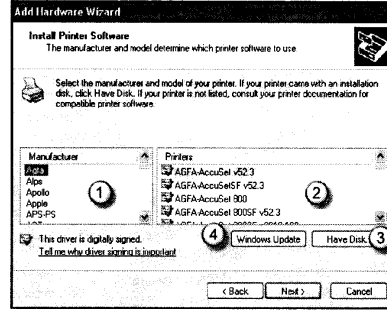 Add Hardware Wizard
Install Printer Software
The manufacturer and model determine which printer software to use.
Select the manufacturer and model of your printer. If your printer came with an installation
disk, click Have Disk. If your printer is not listed, consult your printer documentation for
compatible printer software.
Manufacturer
Agfa
Alps
Apollo
Apple
APS-PS
1
Printers
AGFA-AccuSet v52.3
AGFA-AccuSetSF v52.3
AGFA-AccuSet 800
AGFA-AccuSet 800SF v52.3
2
This driver is digitally signed.
Tell me why driver signing is important
4 Windows Update Have Disk 3
< Back Next > Cancel